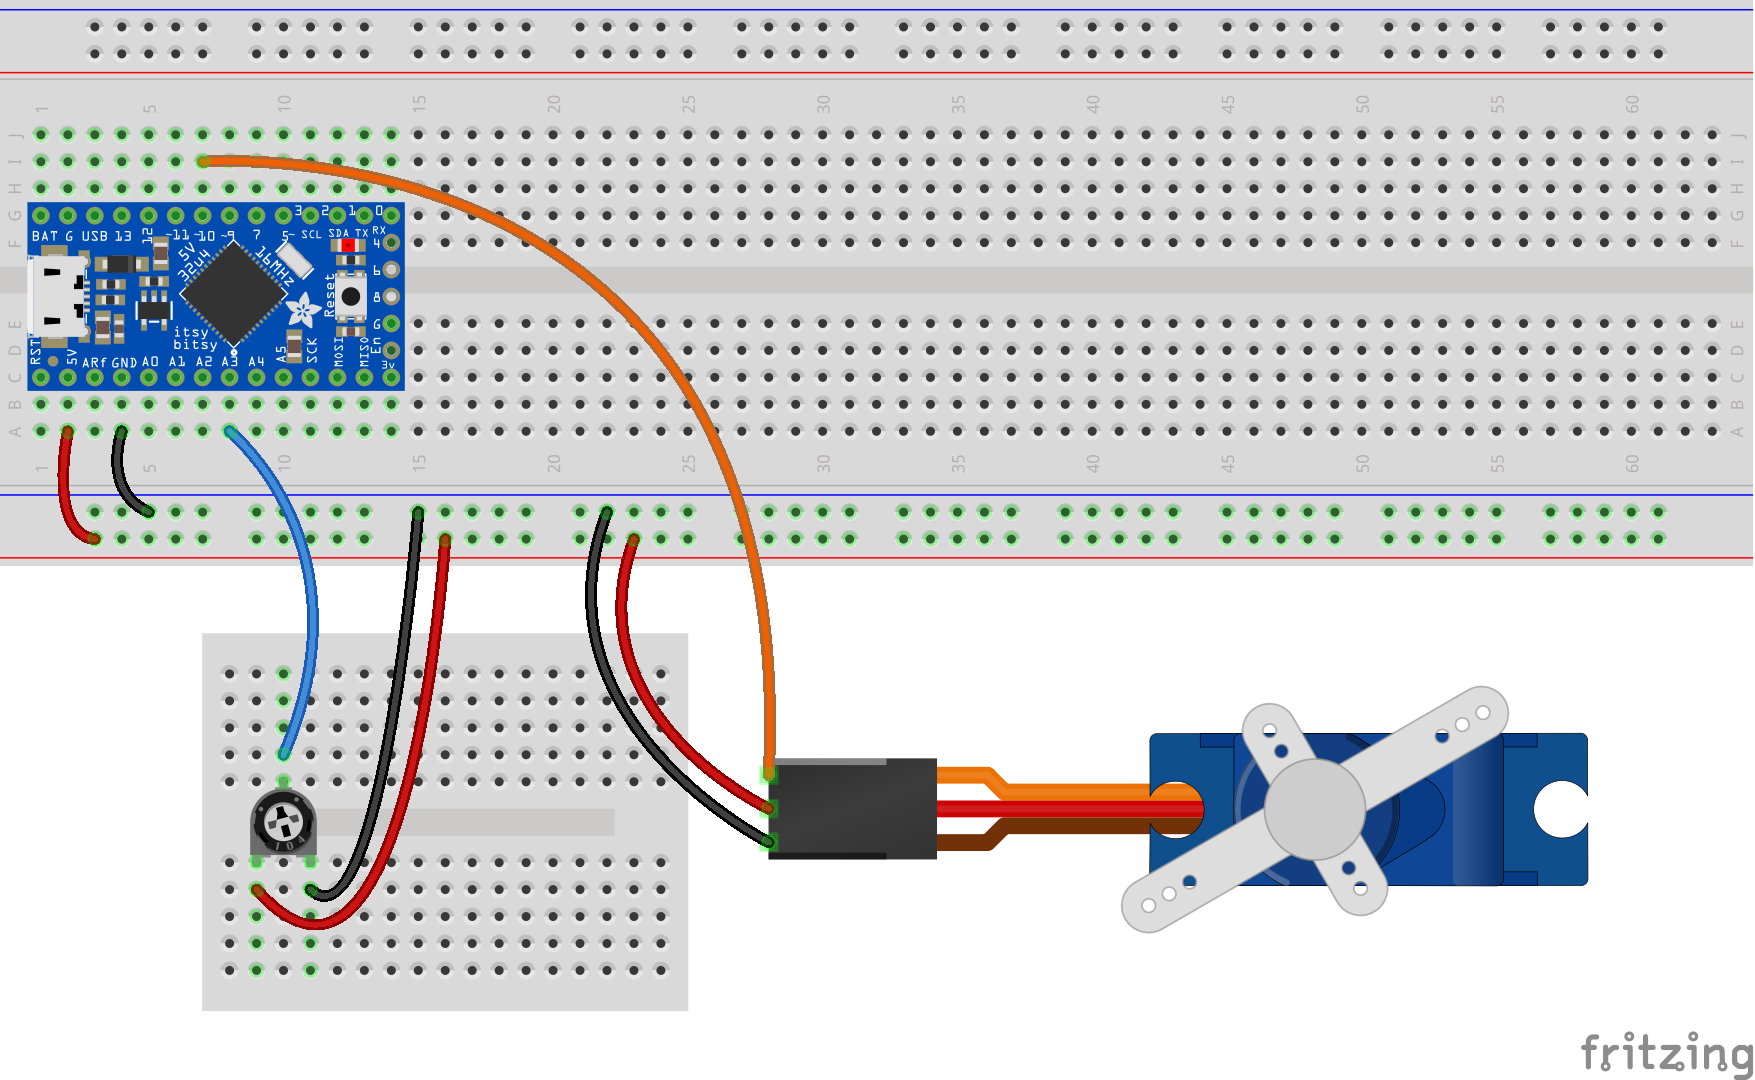 1 5 10 15 20 25 30 35 40 45 50 55 60
J J
I I
H H
G G
F F
3 2 1 0
BAT G USB 13 12 ~11 ~10 ~9 7 5~ SCL SDA TX RX
4
6
8
G
En
3v
5V
32u4
16MHz
Reset
itsy
bitsy
RST 5V ARf GND A0 A1 A2 A3 A4 A5 SCK MOSI MISO
E E
D D
C C
B B
A A
1 5 10 15 20 25 30 35 40 45 50 55 60
104
fritzing